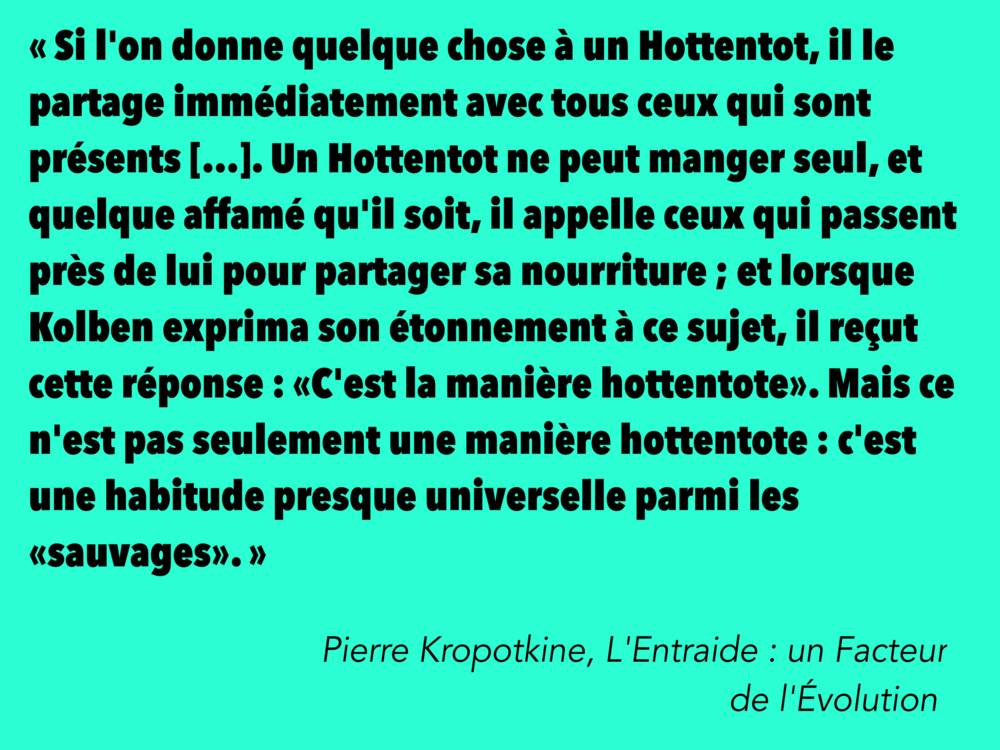 « Si l'on donne quelque chose à un Hottentot, il le
partage immédiatement avec tous ceux qui sont
présents [...]. Un Hottentot ne peut manger seul, et
quelque affamé qu'il soit, il appelle ceux qui passent
près de lui pour partager sa nourriture ; et lorsque
Kolben exprima son étonnement à ce sujet, il reçut
cette réponse : «C'est la manière hottentote». Mais ce
n'est pas seulement une manière hottentote : c'est
une habitude presque universelle parmi les
«sauvages». »
Pierre Kropotkine, L'Entraide : un Facteur
de l'Évolution